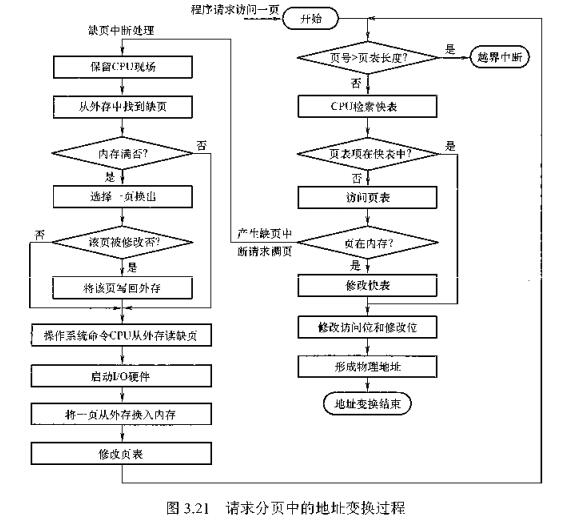 程序请求访问一页
开始
缺页中断处理
保留CPU现场
从外存中找到缺页
内存满否?
否
是
选择一页换出
否
该页被修改否?
是
将该页写回外存
操作系统命令CPU从外存读缺页
启动I/O硬件
将一页从外存换入内存
修改页表
页号>页表长度?
是
越界中断
否
CPU检索快表
页表项在快表中?
是
否
访问页表
产生缺页中
断请求调页
页在内存?
是
修改快表
修改访问位和修改位
形成物理地址
地址变换结束
图 3.21 请求分页中的地址变换过程